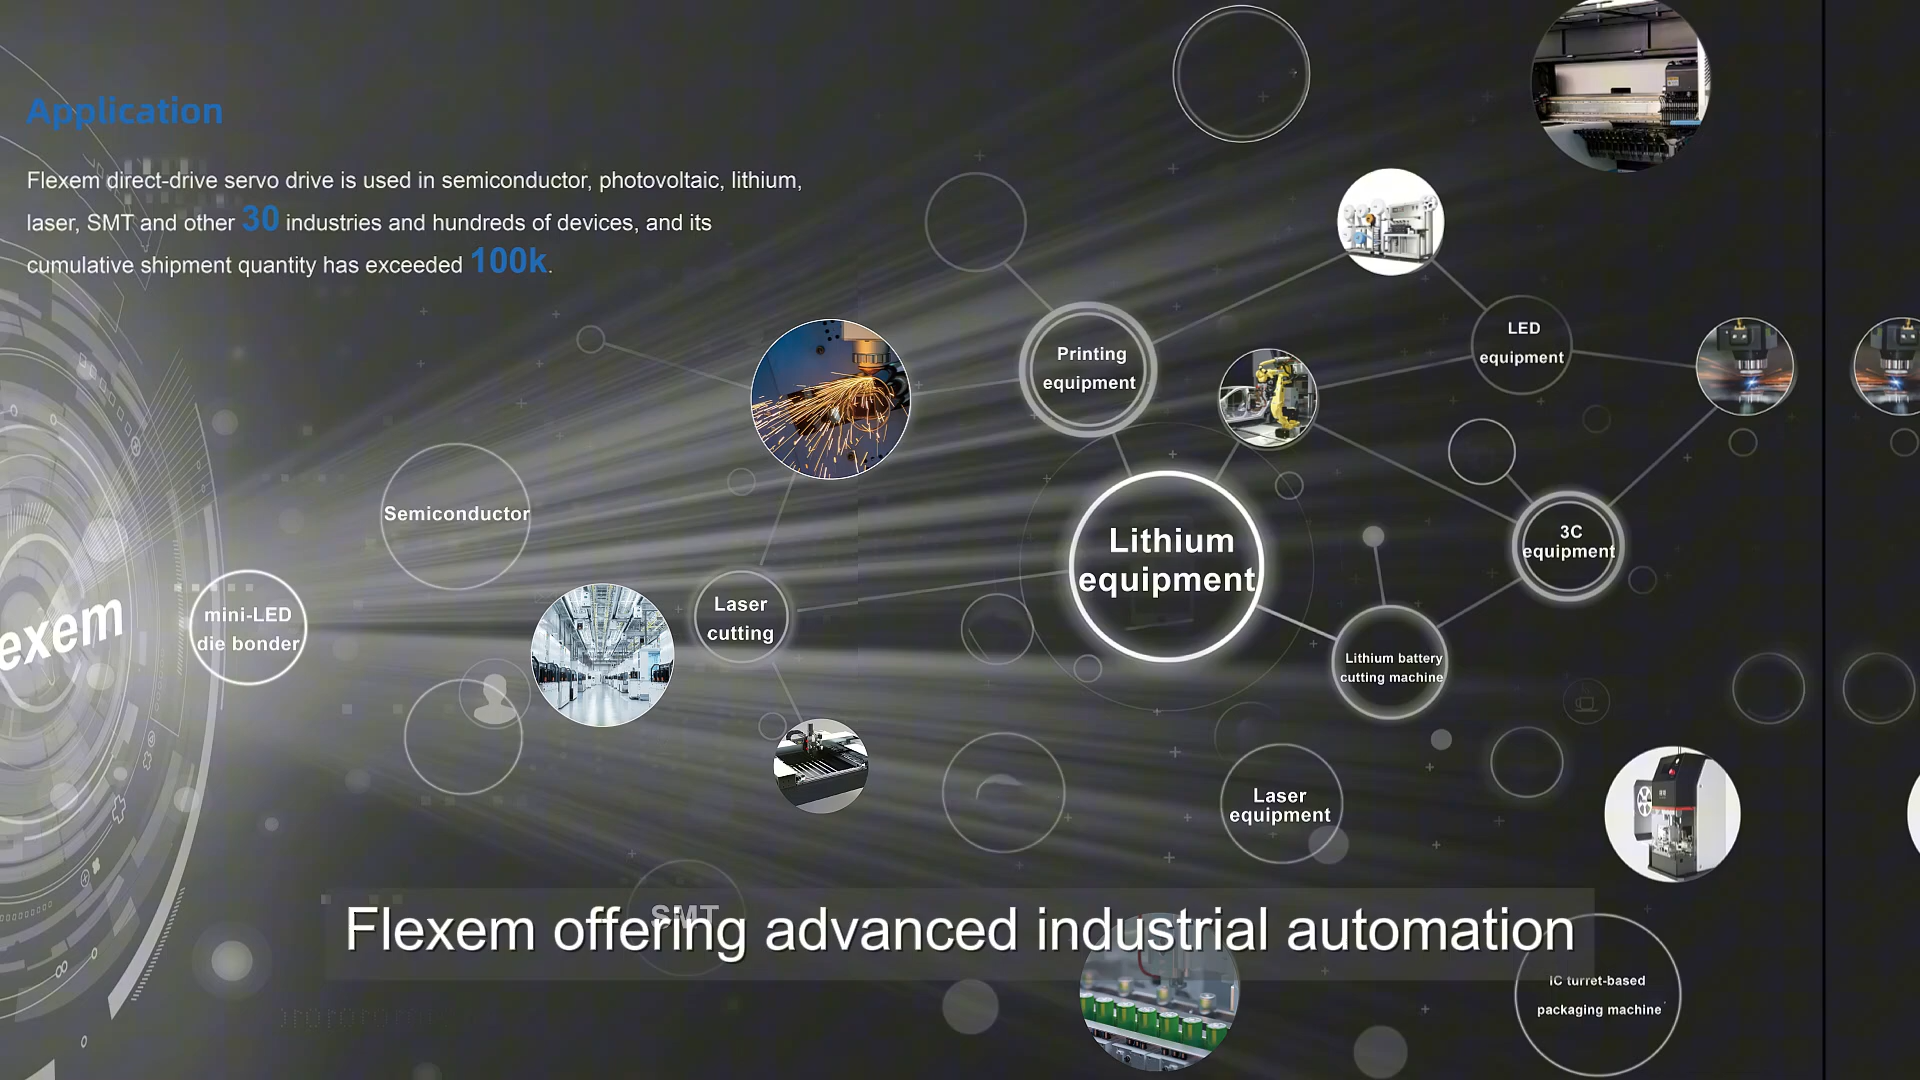 Application
Flexem direct-drive servo drive is used in semiconductor, photovoltaic, lithium,
laser, SMT and other 30 industries and hundreds of devices, and its
cumulative shipment quantity has exceeded 100k.
LED
equipment
Printing
equipment
Semiconductor
Lithium
equipment
3C
equipment
exem
mini-LED
die bonder
Laser
cutting
Lithium battery
cutting machine
Laser
equipment
SMT
Flexem offering advanced industrial automation
IC turret-based
packaging machine